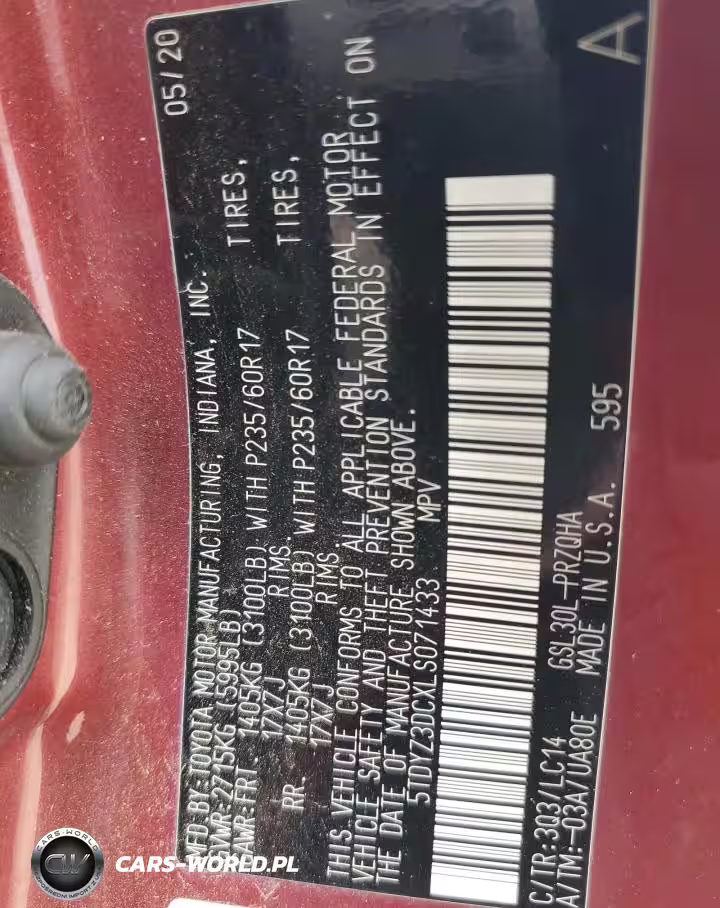 MFD BY:TOYOTA MOTOR MANUFACTURING, INDIANA, INC. 05/20
GVWR:2715KG (5995LB)
GAWR FRT 1405KG (3100LB) WITH P235/60R17 TIRES,
17X7J RIMS
RR. 1405KG (3100LB) WITH P235/60R17 TIRES,
17X7J RIMS
THIS VEHICLE CONFORMS TO ALL APPLICABLE FEDERAL MOTOR
VEHICLE SAFETY AND THEFT PREVENTION STANDARDS IN EFFECT ON
THE DATE OF MANUFACTURE SHOWN ABOVE.
5TDYZ3DCXLS071433 MPV
C/TR:3Q3/LC14 GSL30L-PRZQHA 595 A
A/TM:-03A/UA80E MADE IN U.S.A.
CARS-WORLD
CW
CARS-WORLD.PL